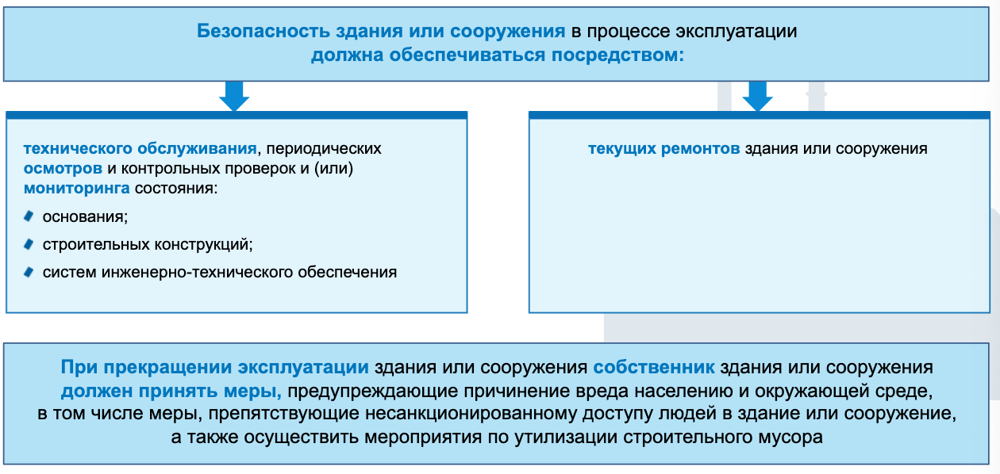 Безопасность здания или сооружения в процессе эксплуатации
должна обеспечиваться посредством:
технического обслуживания, периодических
осмотров и контрольных проверок и (или)
мониторинга состояния:
основания;
строительных конструкций;
систем инженерно-технического обеспечения
текущих ремонтов здания или сооружения
При прекращении эксплуатации здания или сооружения собственник здания или сооружения
должен принять меры, предупреждающие причинение вреда населению и окружающей среде,
в том числе меры, препятствующие несанкционированному доступу людей в здание или сооружение,
а также осуществить мероприятия по утилизации строительного мусора